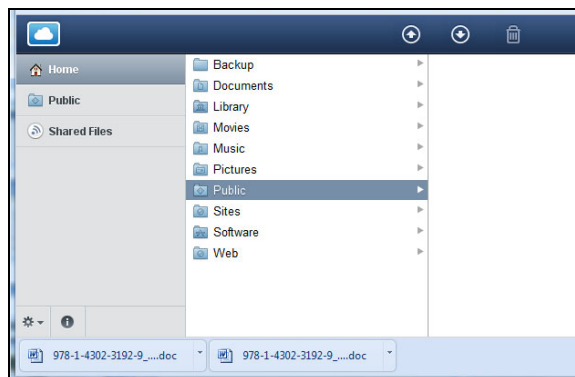 Home
Public
Shared Files
Backup
Documents
Library
Movies
Music
Pictures
Public
Sites
Software
Web
978-1-4302-3192-9_....doc
978-1-4302-3192-9_....doc